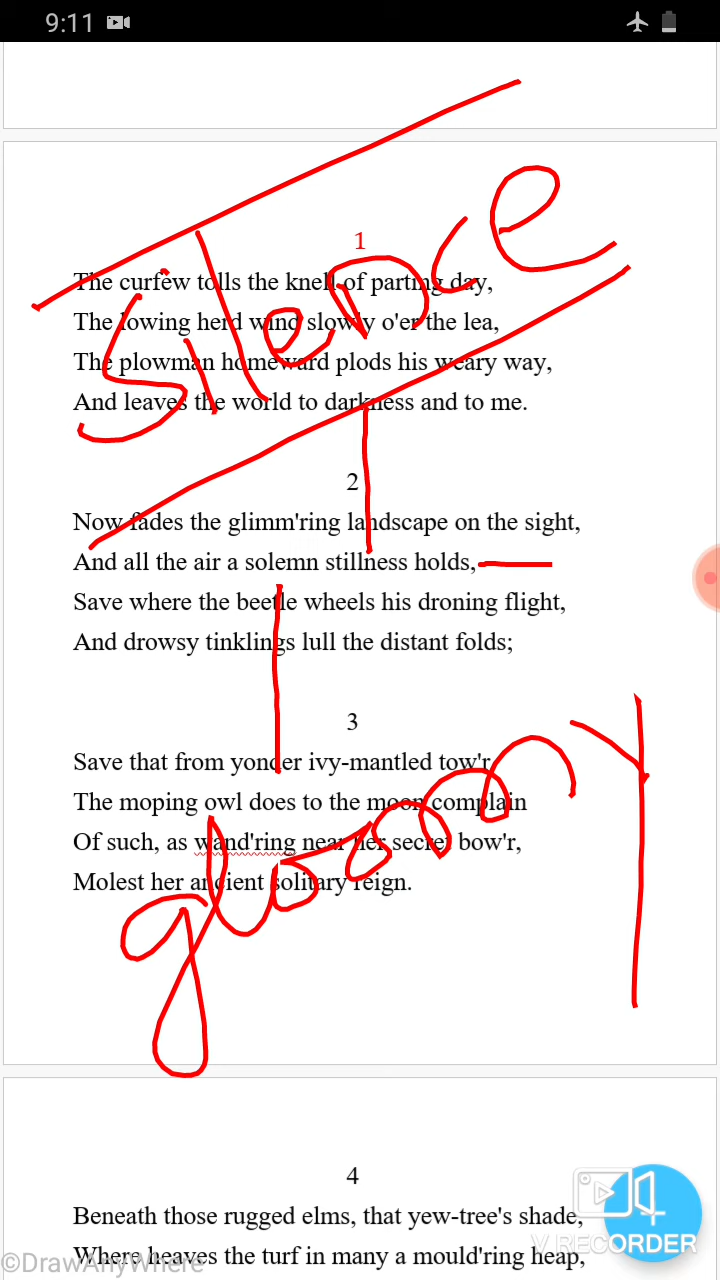 9:11
1
The curfew tolls the knell of parting day,
The lowing herd wind slowly o'er the lea,
The plowman homeward plods his weary way,
And leaves the world to darkness and to me.
silence
2
Now fades the glimm'ring landscape on the sight,
And all the air a solemn stillness holds,
Save where the beetle wheels his droning flight,
And drowsy tinklings lull the distant folds;
3
Save that from yonder ivy-mantled tow'r
The moping owl does to the moon complain
Of such, as wand'ring near her secret bow'r,
Molest her ancient solitary reign.
gloomy
4
Beneath those rugged elms, that yew-tree's shade,
Where heaves the turf in many a mould'ring heap,
©DrawAnyWhere
V RECORDER